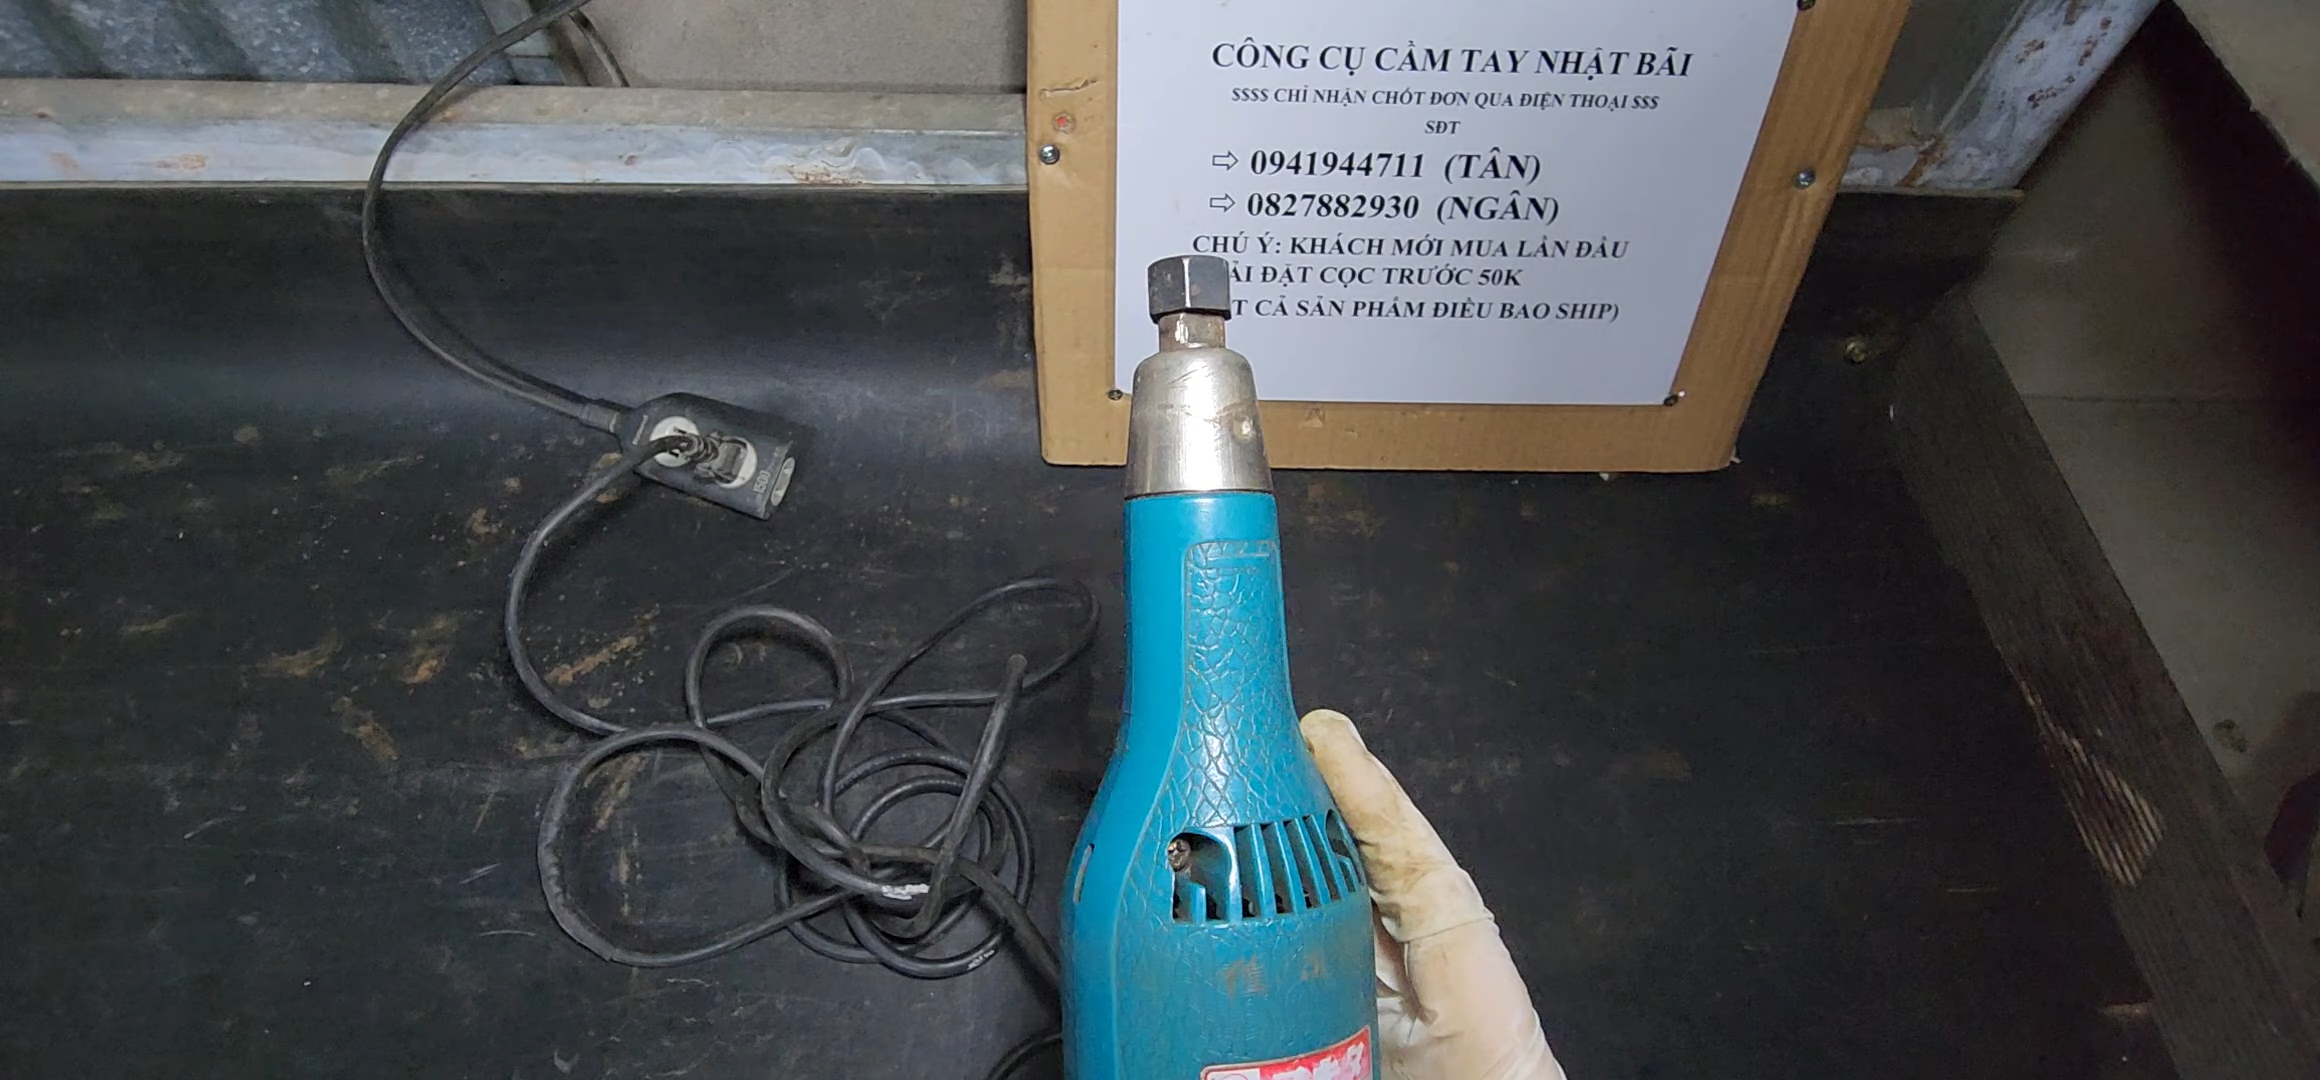 CÔNG CỤ CẦM TAY NHẬT BÃI
$$$$ CHỈ NHẬN CHỐT ĐƠN QUA ĐIỆN THOẠI $$$
SĐT
⇨ 0941944711 (TÂN)
⇨ 0827882930 (NGÂN)
CHÚ Ý: KHÁCH MỚI MUA LẦN ĐẦU
ĐẶT CỌC TRƯỚC 50K
CẢ SẢN PHẨM ĐIỀU BAO SHIP)
1500